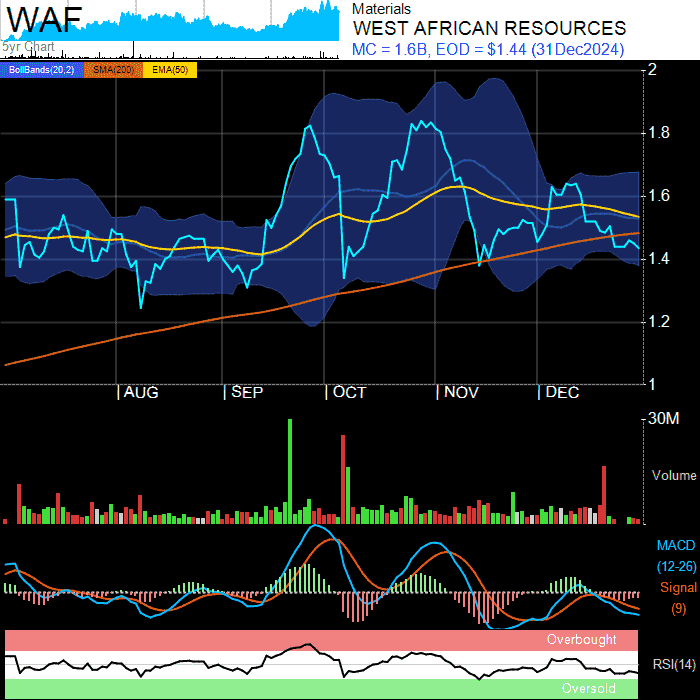 WAF
5yr Chart
Materials
WEST AFRICAN RESOURCES
MC = 1.6B, EOD = $1.44 (31Dec2024)
BollBands(20,2) SMA(200) EMA(50)
2
1.8
1.6
1.4
1.2
1
AUG SEP OCT NOV DEC
30M
Volume
MACD
(12-26)
Signal
(9)
Overbought
RSI(14)
Oversold